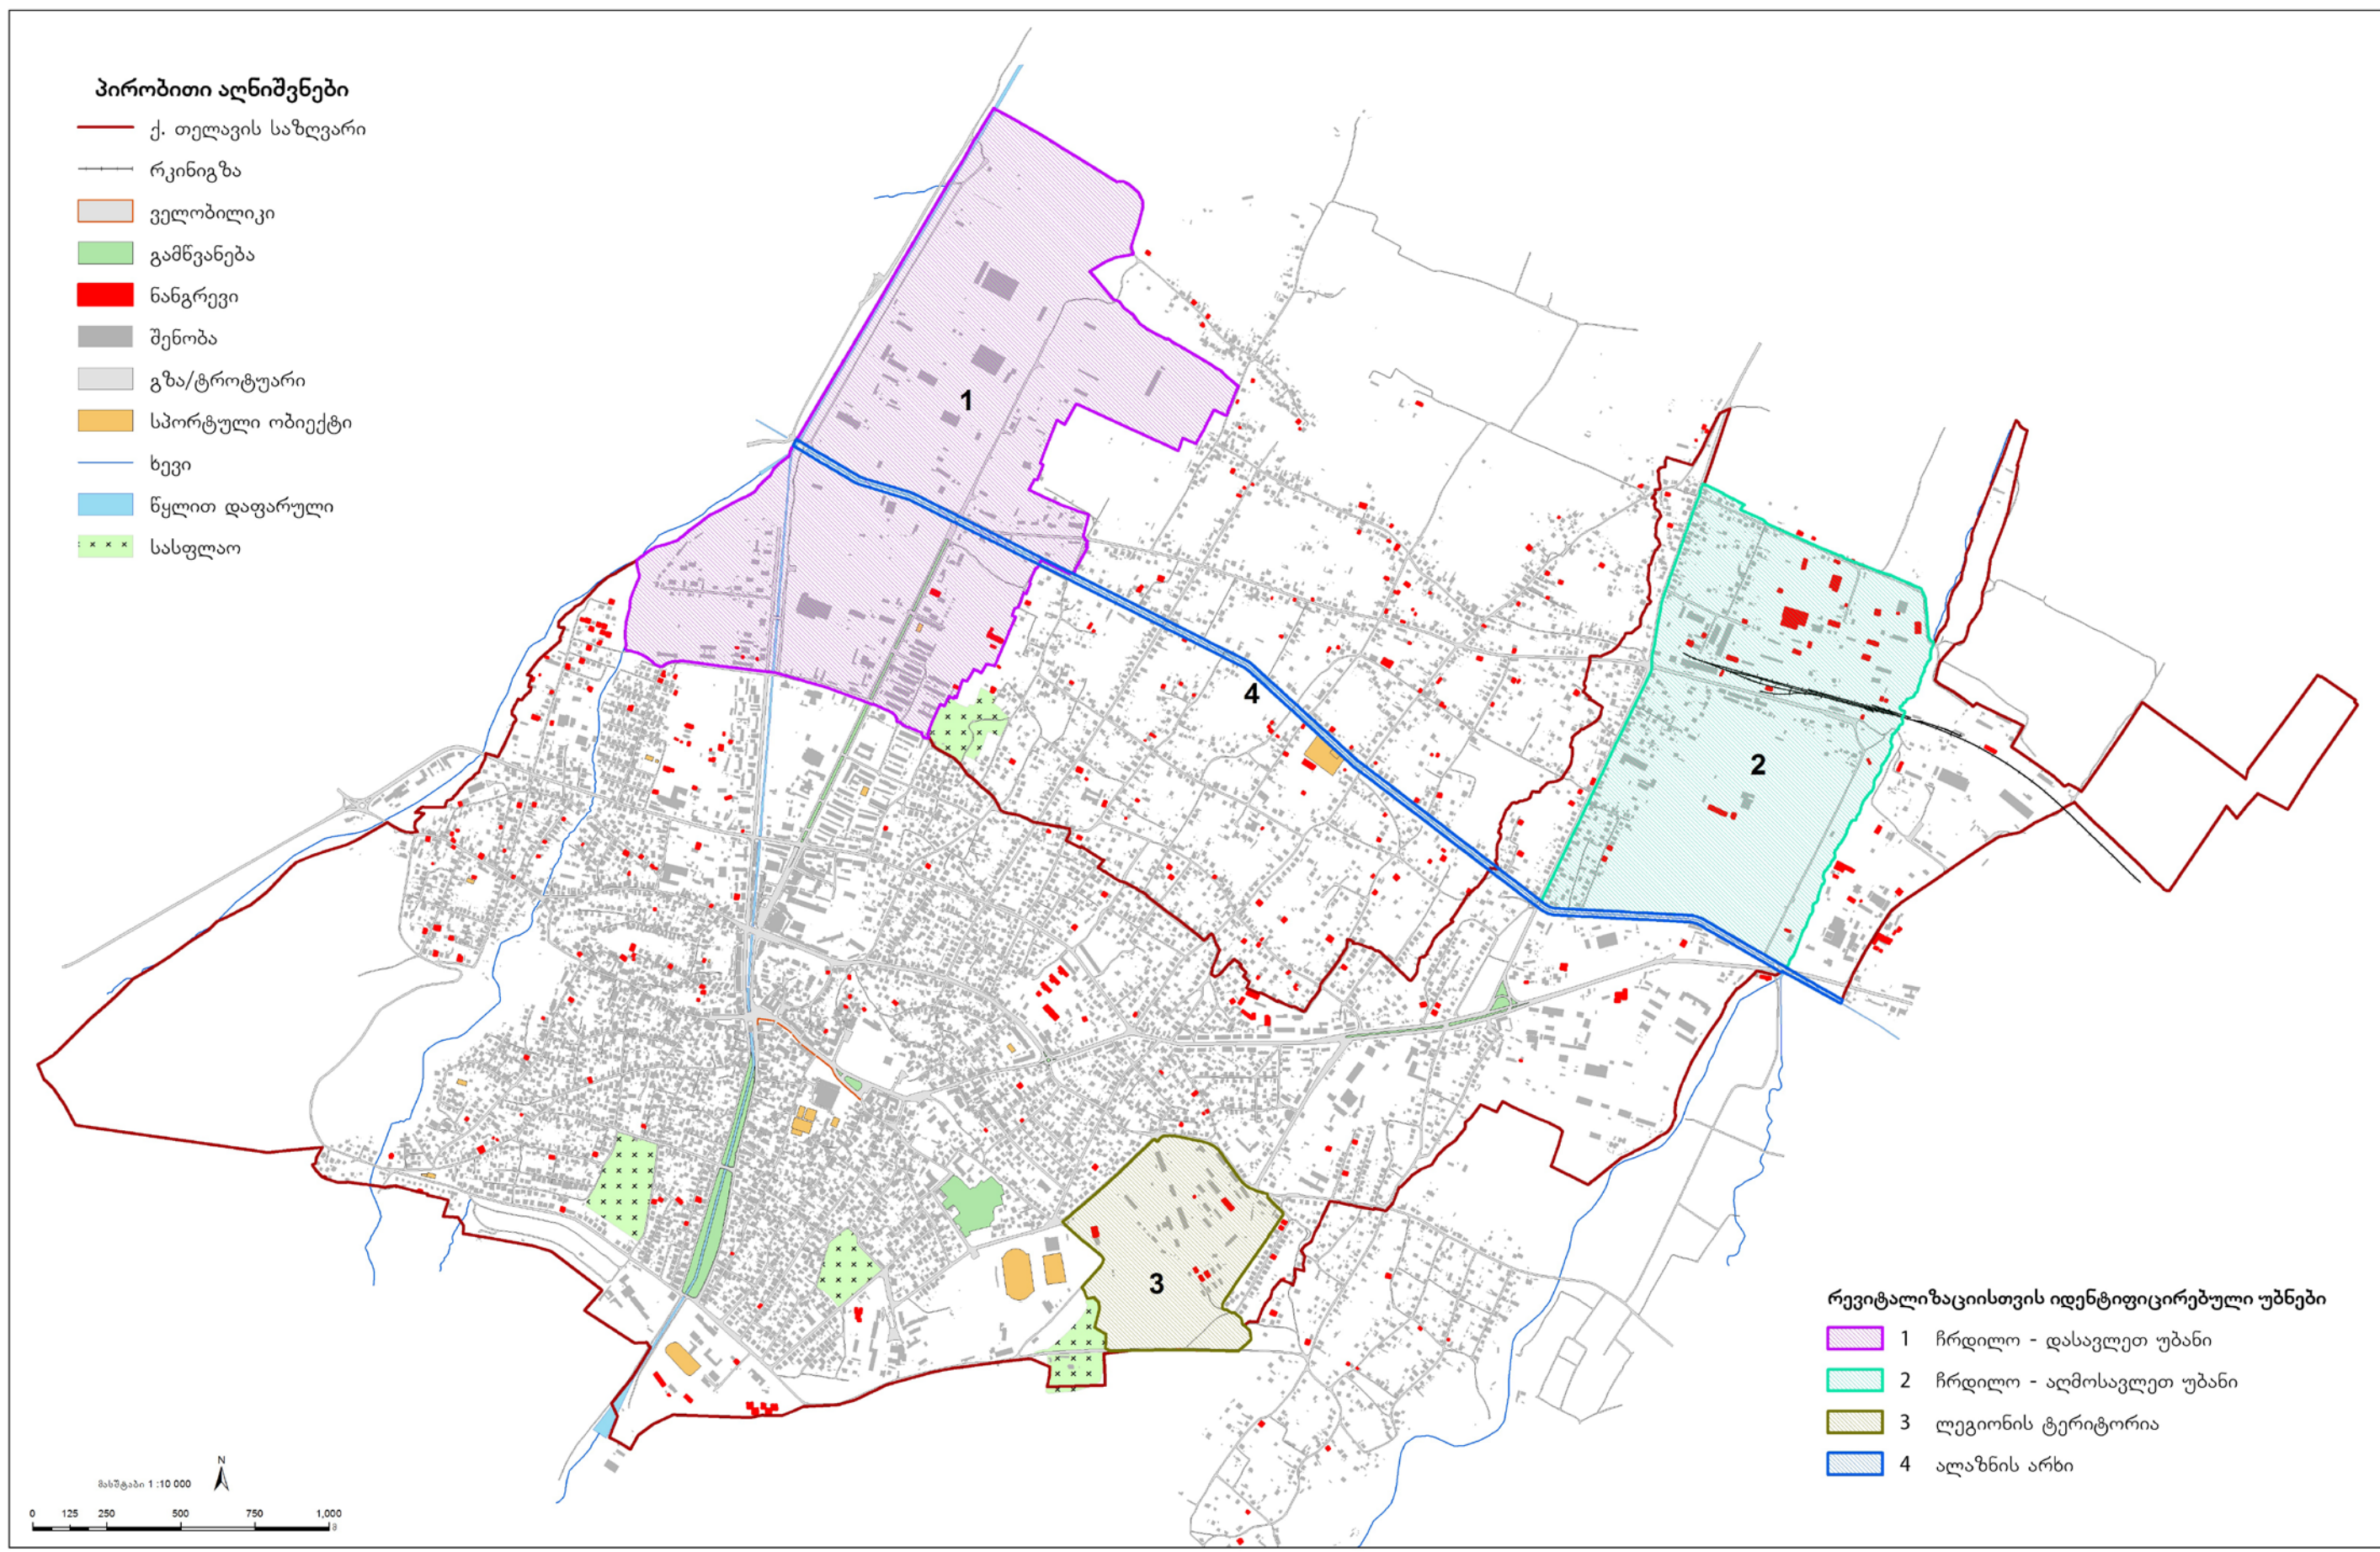 პირობითი აღნიშვნები
ქ. თელავის საზღვარი
რკინიგზა
ველობილიკი
გამწვანება
ნანგრევი
შენობა
გზა/ტროტუარი
სპორტული ობიექტი
ხევი
წყლით დაფარული
სასფლაო
1
4
2
3
რევიტალიზაციისთვის იდენტიფიცირებული უბნები
1 ჩრდილო - დასავლეთ უბანი
2 ჩრდილო - აღმოსავლეთ უბანი
3 ლეგიონის ტერიტორია
4 ალაზნის არხი
N
მასშტაბი 1 :10 000
0 125 250 500 750 1,000
მ